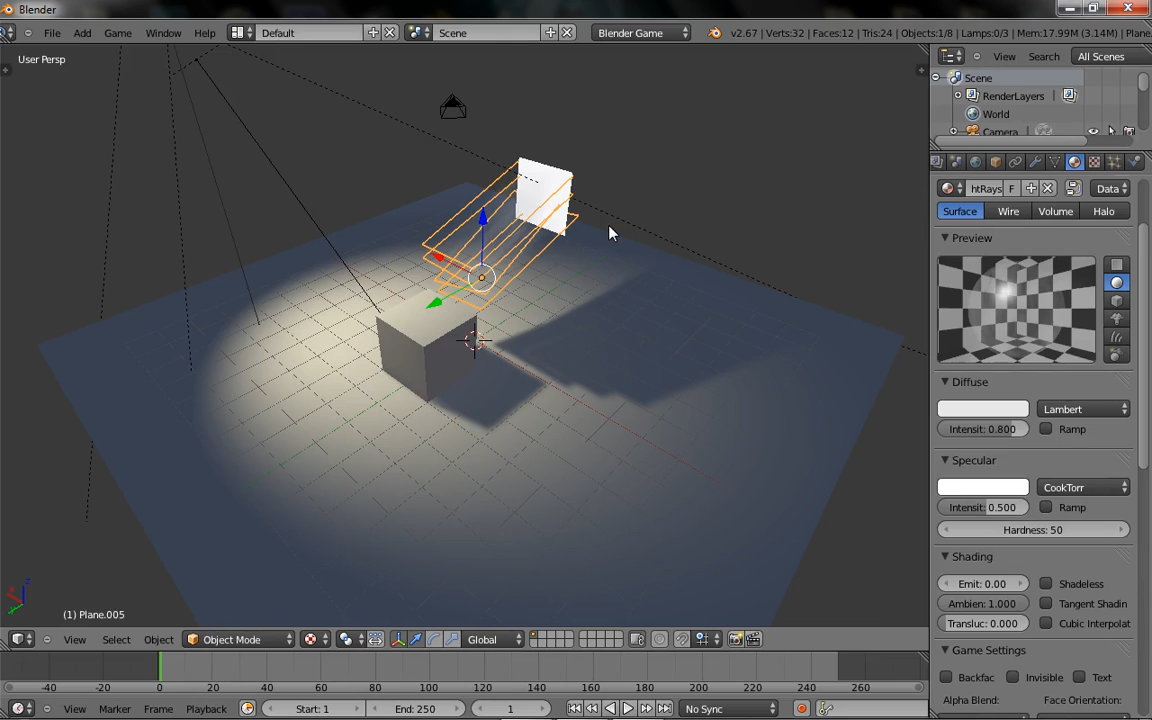 Blender
File Add Game Window Help Default Scene Blender Game v2.67 | Verts:32 | Faces:12 | Tris:24 | Objects:1/8 | Lamps:0/3 | Mem:17.99M (3.14M) | Plane.
User Persp
View Search All Scenes
Scene
RenderLayers
World
Camera
htRays F Data
Surface Wire Volume Halo
Preview
Diffuse
Lambert
Intensit: 0.800 Ramp
Specular
CookTorr
Intensit: 0.500 Ramp
Hardness: 50
Shading
Emit: 0.00 Shadeless
Ambien: 1.000 Tangent Shadin
Transluc: 0.000 Cubic Interpolat
Game Settings
Backfac Invisible Text
Alpha Blend: Face Orientation:
(1) Plane.005
View Select Object Object Mode Global
-40 -20 0 20 40 60 80 100 120 140 160 180 200 220 240 260
View Marker Frame Playback Start: 1 End: 250 1 No Sync